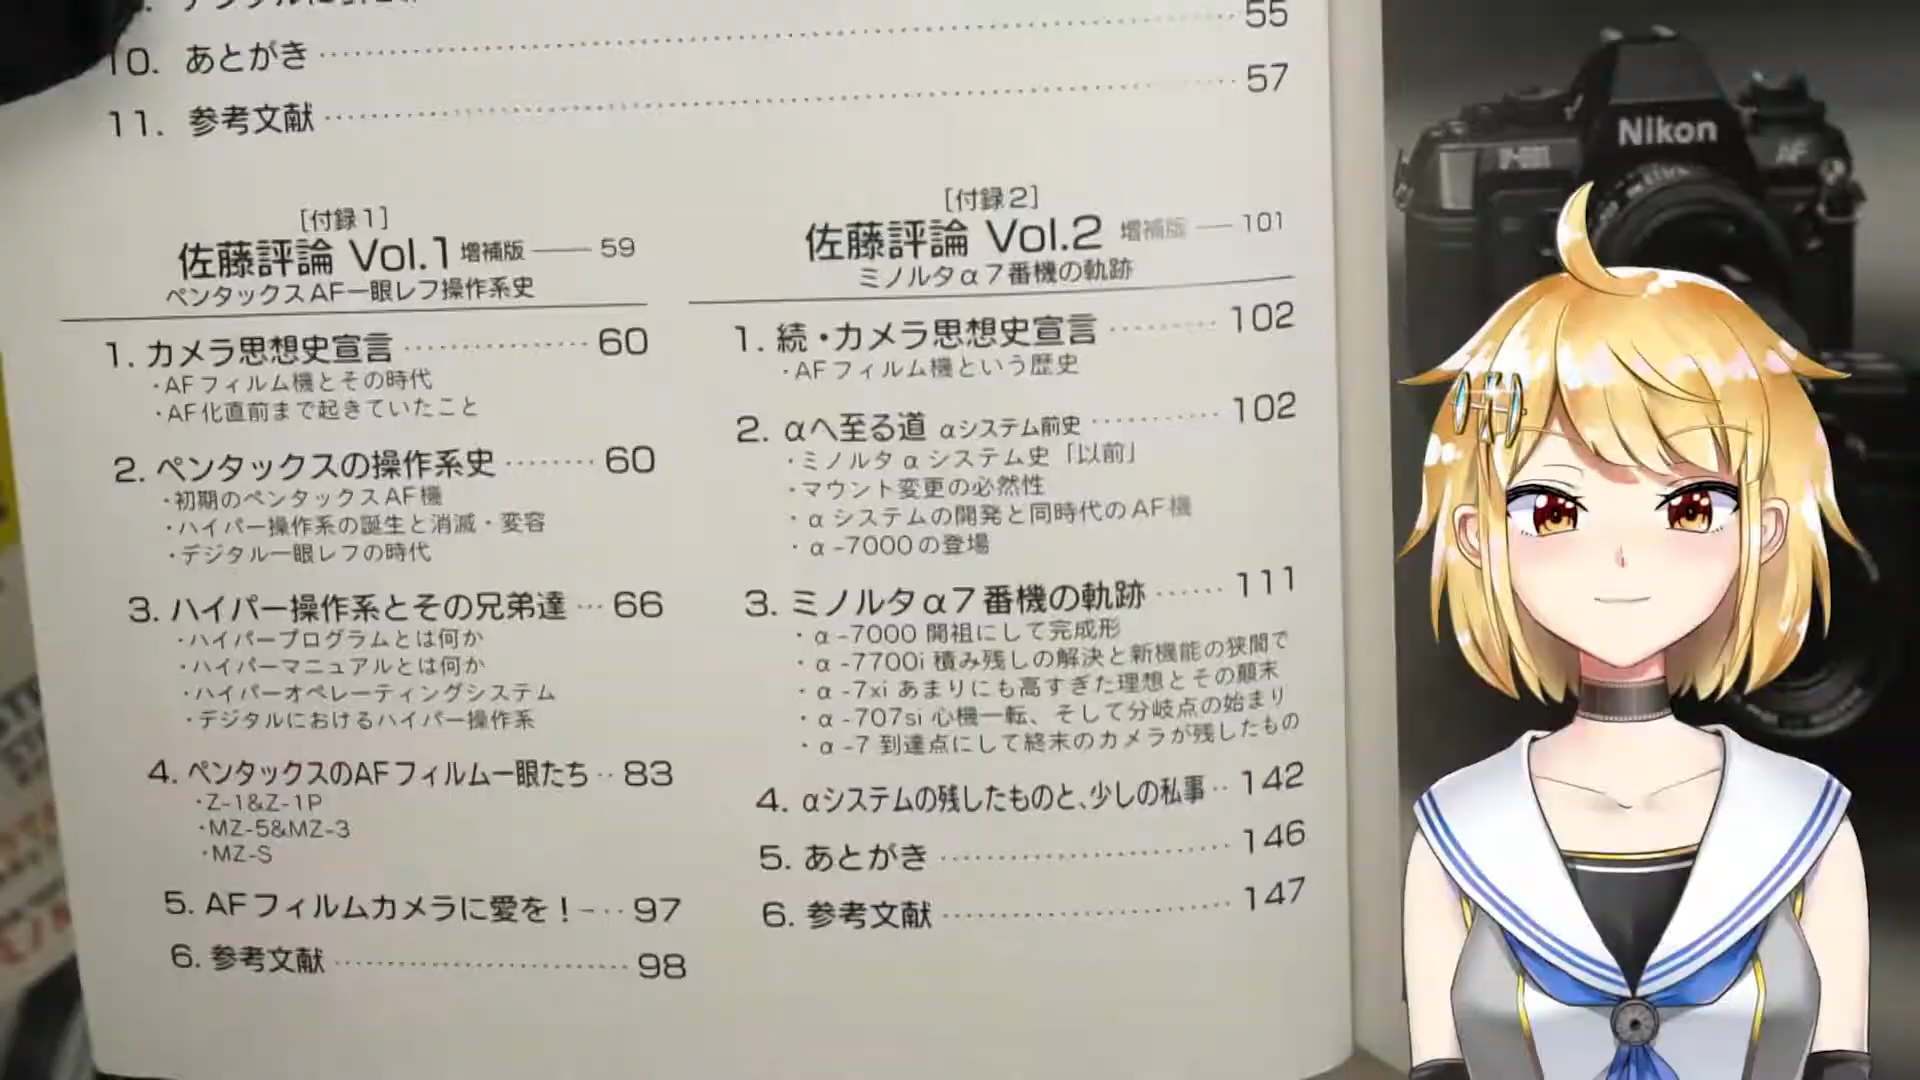 10. あとがき 55
11. 参考文献 57
[付録1]
佐藤評論 Vol.1 増補版 59
ペンタックスAF一眼レフ操作系史
1. カメラ思想史宣言 60
・AFフィルム機とその時代
・AF化直前まで起きていたこと
2. ペンタックスの操作系史 60
・初期のペンタックスAF機
・ハイパー操作系の誕生と消滅・変容
・デジタル一眼レフの時代
3. ハイパー操作系とその兄弟達 66
・ハイパープログラムとは何か
・ハイパーマニュアルとは何か
・ハイパーオペレーティングシステム
・デジタルにおけるハイパー操作系
4. ペンタックスのAFフィルム一眼たち 83
・Z-1&Z-1P
・MZ-5&MZ-3
・MZ-S
5. AFフィルムカメラに愛を! 97
6. 参考文献 98
[付録2]
佐藤評論 Vol.2 増補版 101
ミノルタα7番機の軌跡
1. 続・カメラ思想史宣言 102
・AFフィルム機という歴史
2. αへ至る道 αシステム前史 102
・ミノルタαシステム史「以前」
・マウント変更の必然性
・αシステムの開発と同時代のAF機
・α-7000の登場
3. ミノルタα7番機の軌跡 111
・α-7000 開祖にして完成形
・α-7700i 積み残しの解決と新機能の狭間で
・α-7xi あまりにも高すぎた理想とその顛末
・α-707si 心機一転、そして分岐点の始まり
・α-7 到達点にして終末のカメラが残したもの
4. αシステムの残したものと、少しの私事 142
5. あとがき 146
6. 参考文献 147
Nikon
AF